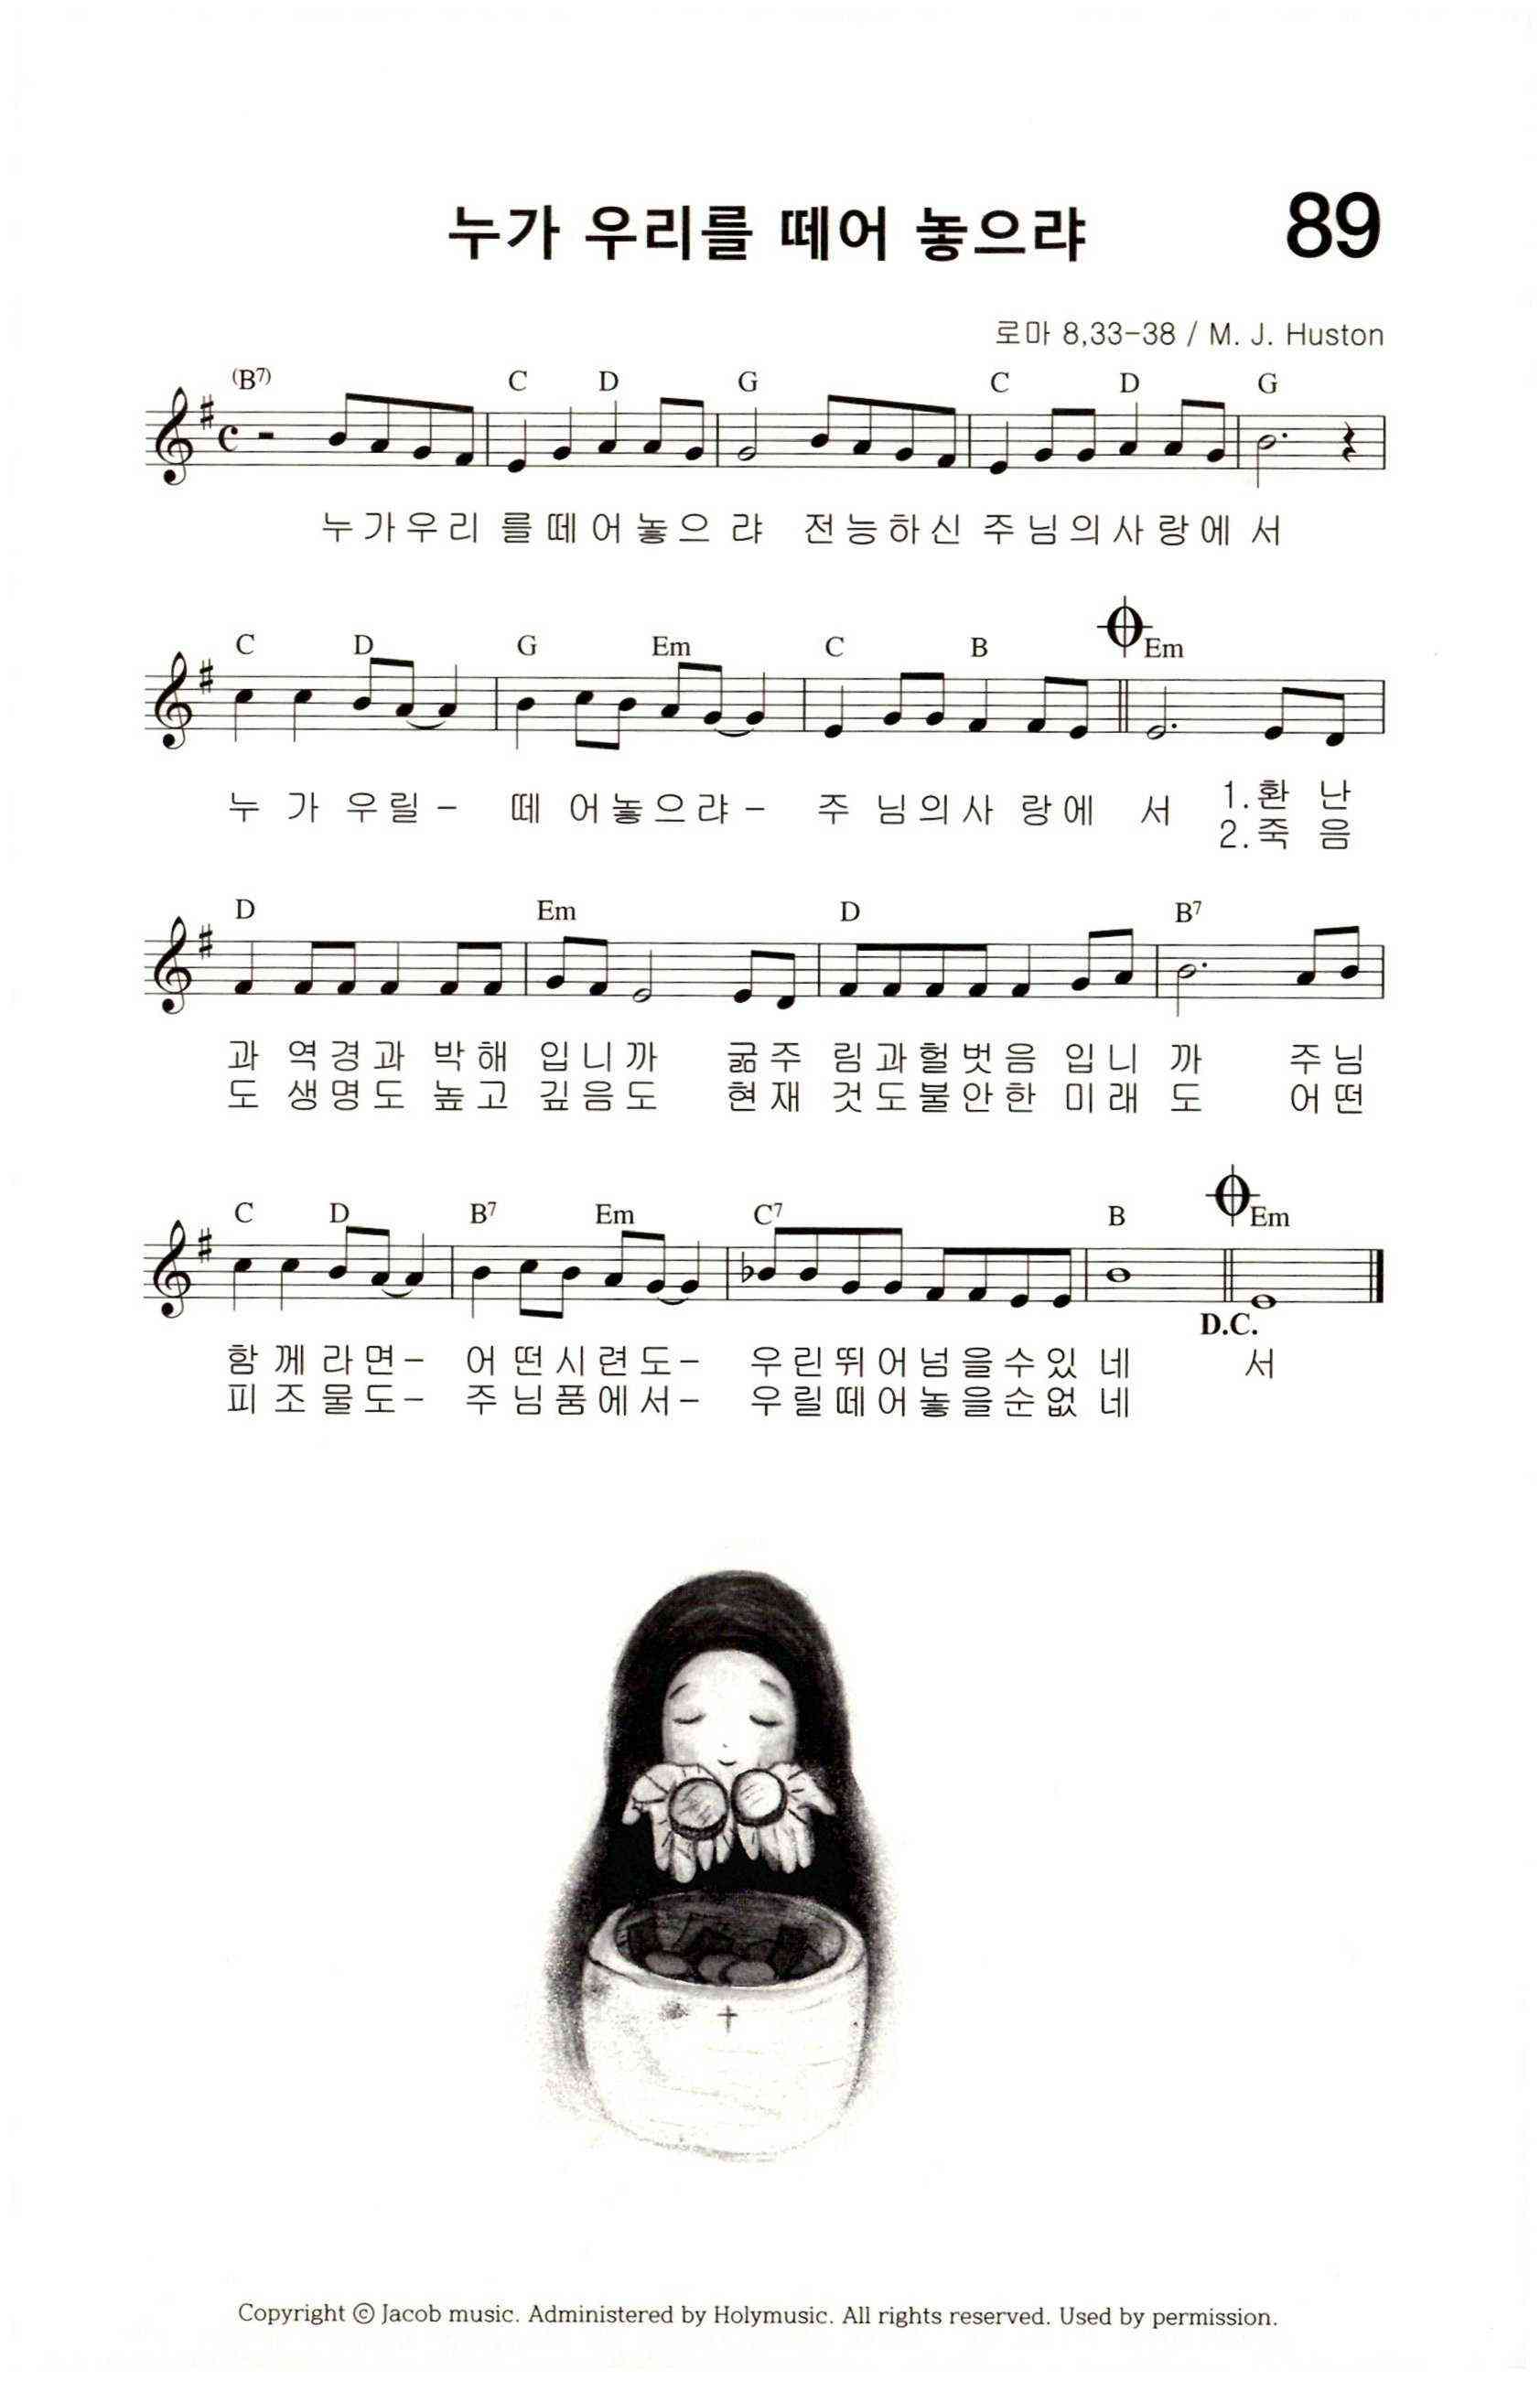 누가 우리를 떼어 놓으랴 89
로마 8,33-38 / M. J. Huston
(B7) C D G C D G
누가우리 를떼어놓으 랴 전능하신 주님의사랑에 서
C D G Em C B Em
누 가 우릴- 떼 어놓으랴- 주 님의사 랑에 서 1.환 난
2.죽 음
D Em D B7
과 역경과 박해 입니까 굶주 림과헐벗음 입니 까 주님
도 생명도 높고 깊음도 현재 것도불안한 미래 도 어떤
C D B7 Em C7 B Em
D.C.
함께라면- 어떤시련도- 우린뛰어넘을수있 네 서
피조물도- 주님품에서- 우릴떼어놓을순없 네
Copyright ⓒ Jacob music. Administered by Holymusic. All rights reserved. Used by permission.